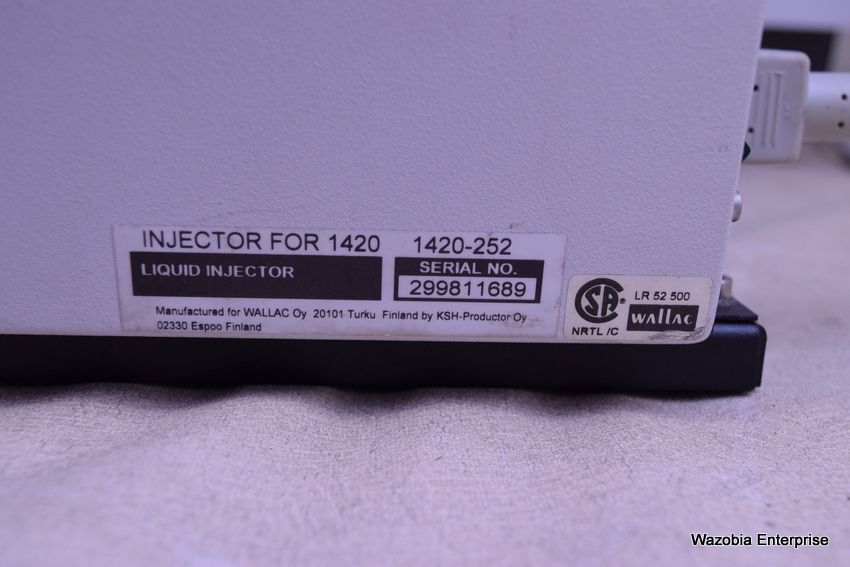 INJECTOR FOR 1420 1420-252
LIQUID INJECTOR
SERIAL NO.
299811689
Manufactured for WALLAC Oy 20101 Turku Finland by KSH-Productor Oy
02330 Espoo Finland
SA
NRTL /C
LR 52 500
WALLAC
Wazobia Enterprise